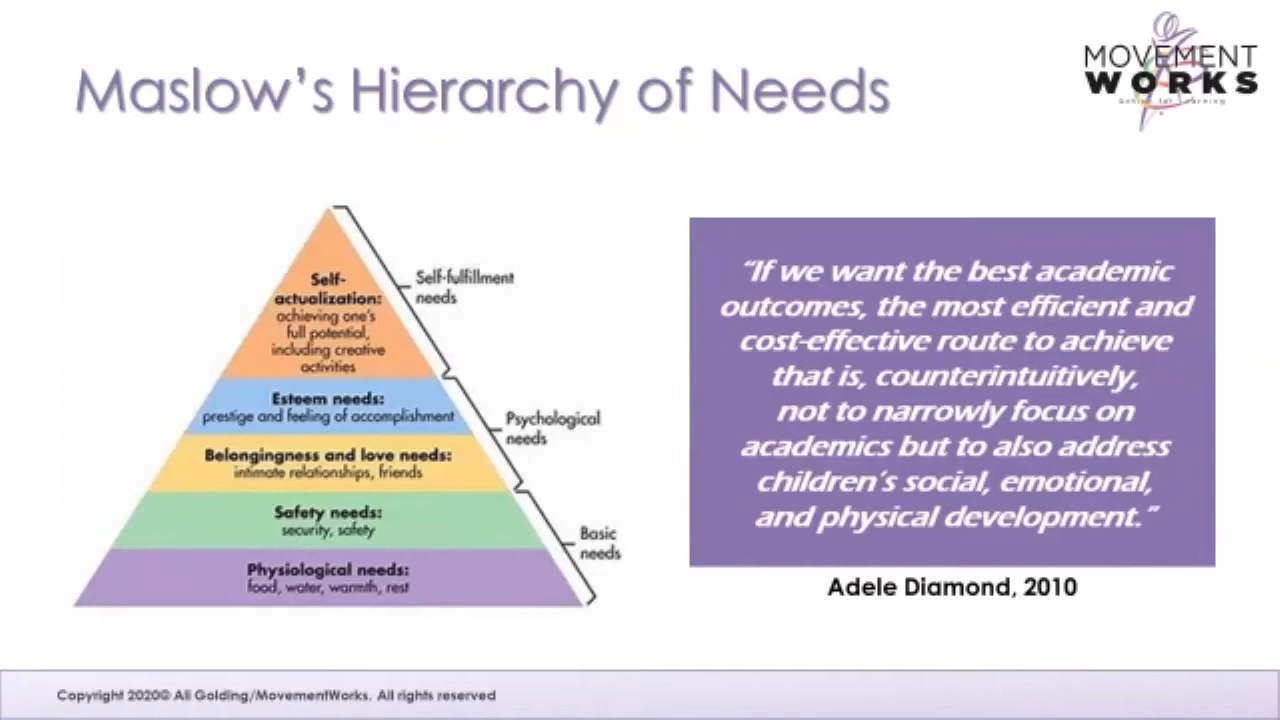 Maslow's Hierarchy of Needs
MOVEMENT
WORKS
Action for Learning
Self-
actualization:
achieving one's
full potential,
including creative
activities
Self-fulfillment
needs
Esteem needs:
prestige and feeling of accomplishment
Psychological
needs
Belongingness and love needs:
intimate relationships, friends
Safety needs:
security, safety
Basic
needs
Physiological needs:
food, water, warmth, rest
“If we want the best academic
outcomes, the most efficient and
cost-effective route to achieve
that is, counterintuitively,
not to narrowly focus on
academics but to also address
children's social, emotional,
and physical development.”
Adele Diamond, 2010
Copyright 2020© Ali Golding/MovementWorks. All rights reserved